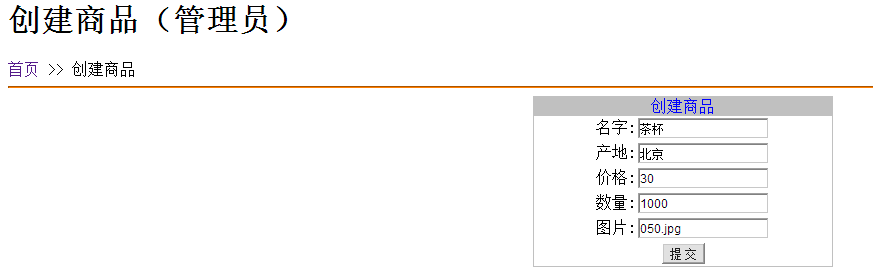 创建商品（管理员）
首页 >> 创建商品
创建商品
名字: 茶杯
产地: 北京
价格: 30
数量: 1000
图片: 050.jpg
提交